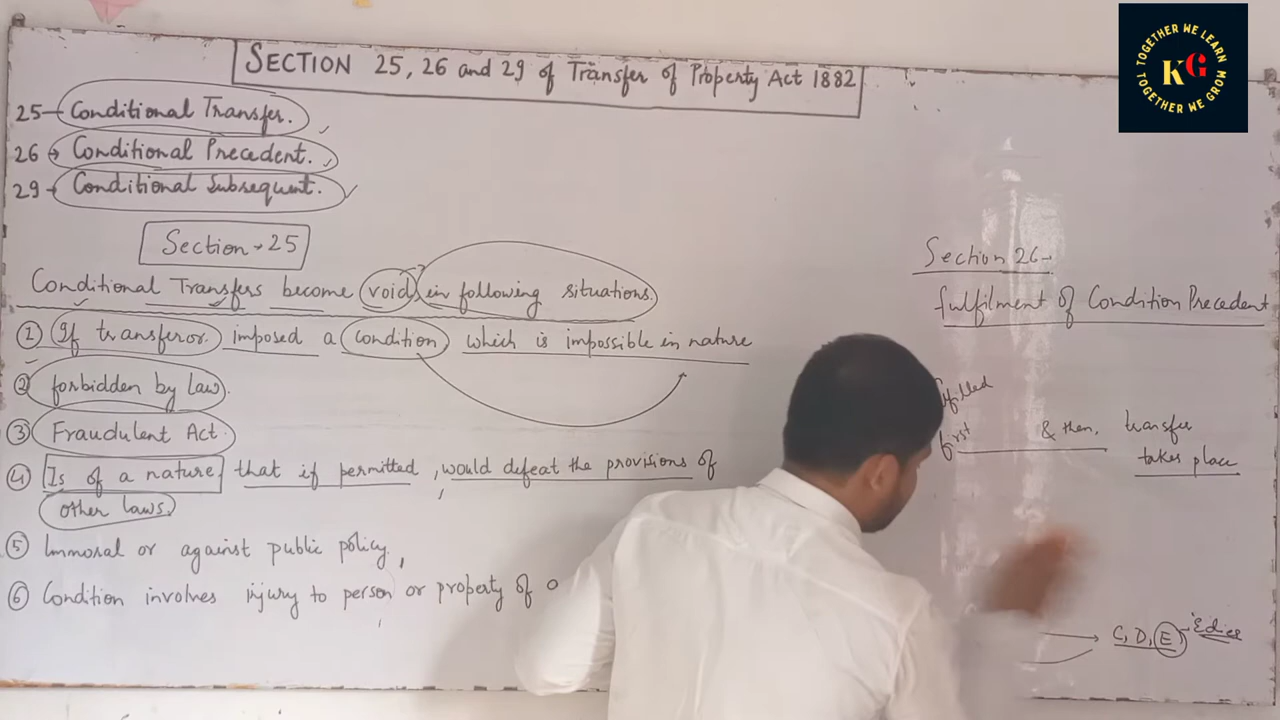 SECTION 25, 26 and 29 of Transfer of Property Act 1882
25 Conditional Transfer.
26 → Conditional Precedent.
29 → Conditional Subsequent.
Section → 25
Conditional Transfers become void in following situations.
① If transferor imposed a condition which is impossible in nature
② forbidden by law.
③ Fraudulent Act.
④ Is of a nature that if permitted, would defeat the provisions of
other laws.
⑤ Immoral or against public policy,
⑥ Condition involves injury to person or property of
Section 26
fulfilment of Condition Precedent
first & then, transfer
takes place
C, D, E - E dies
TOGETHER WE LEARN
KG
TOGETHER WE GROW